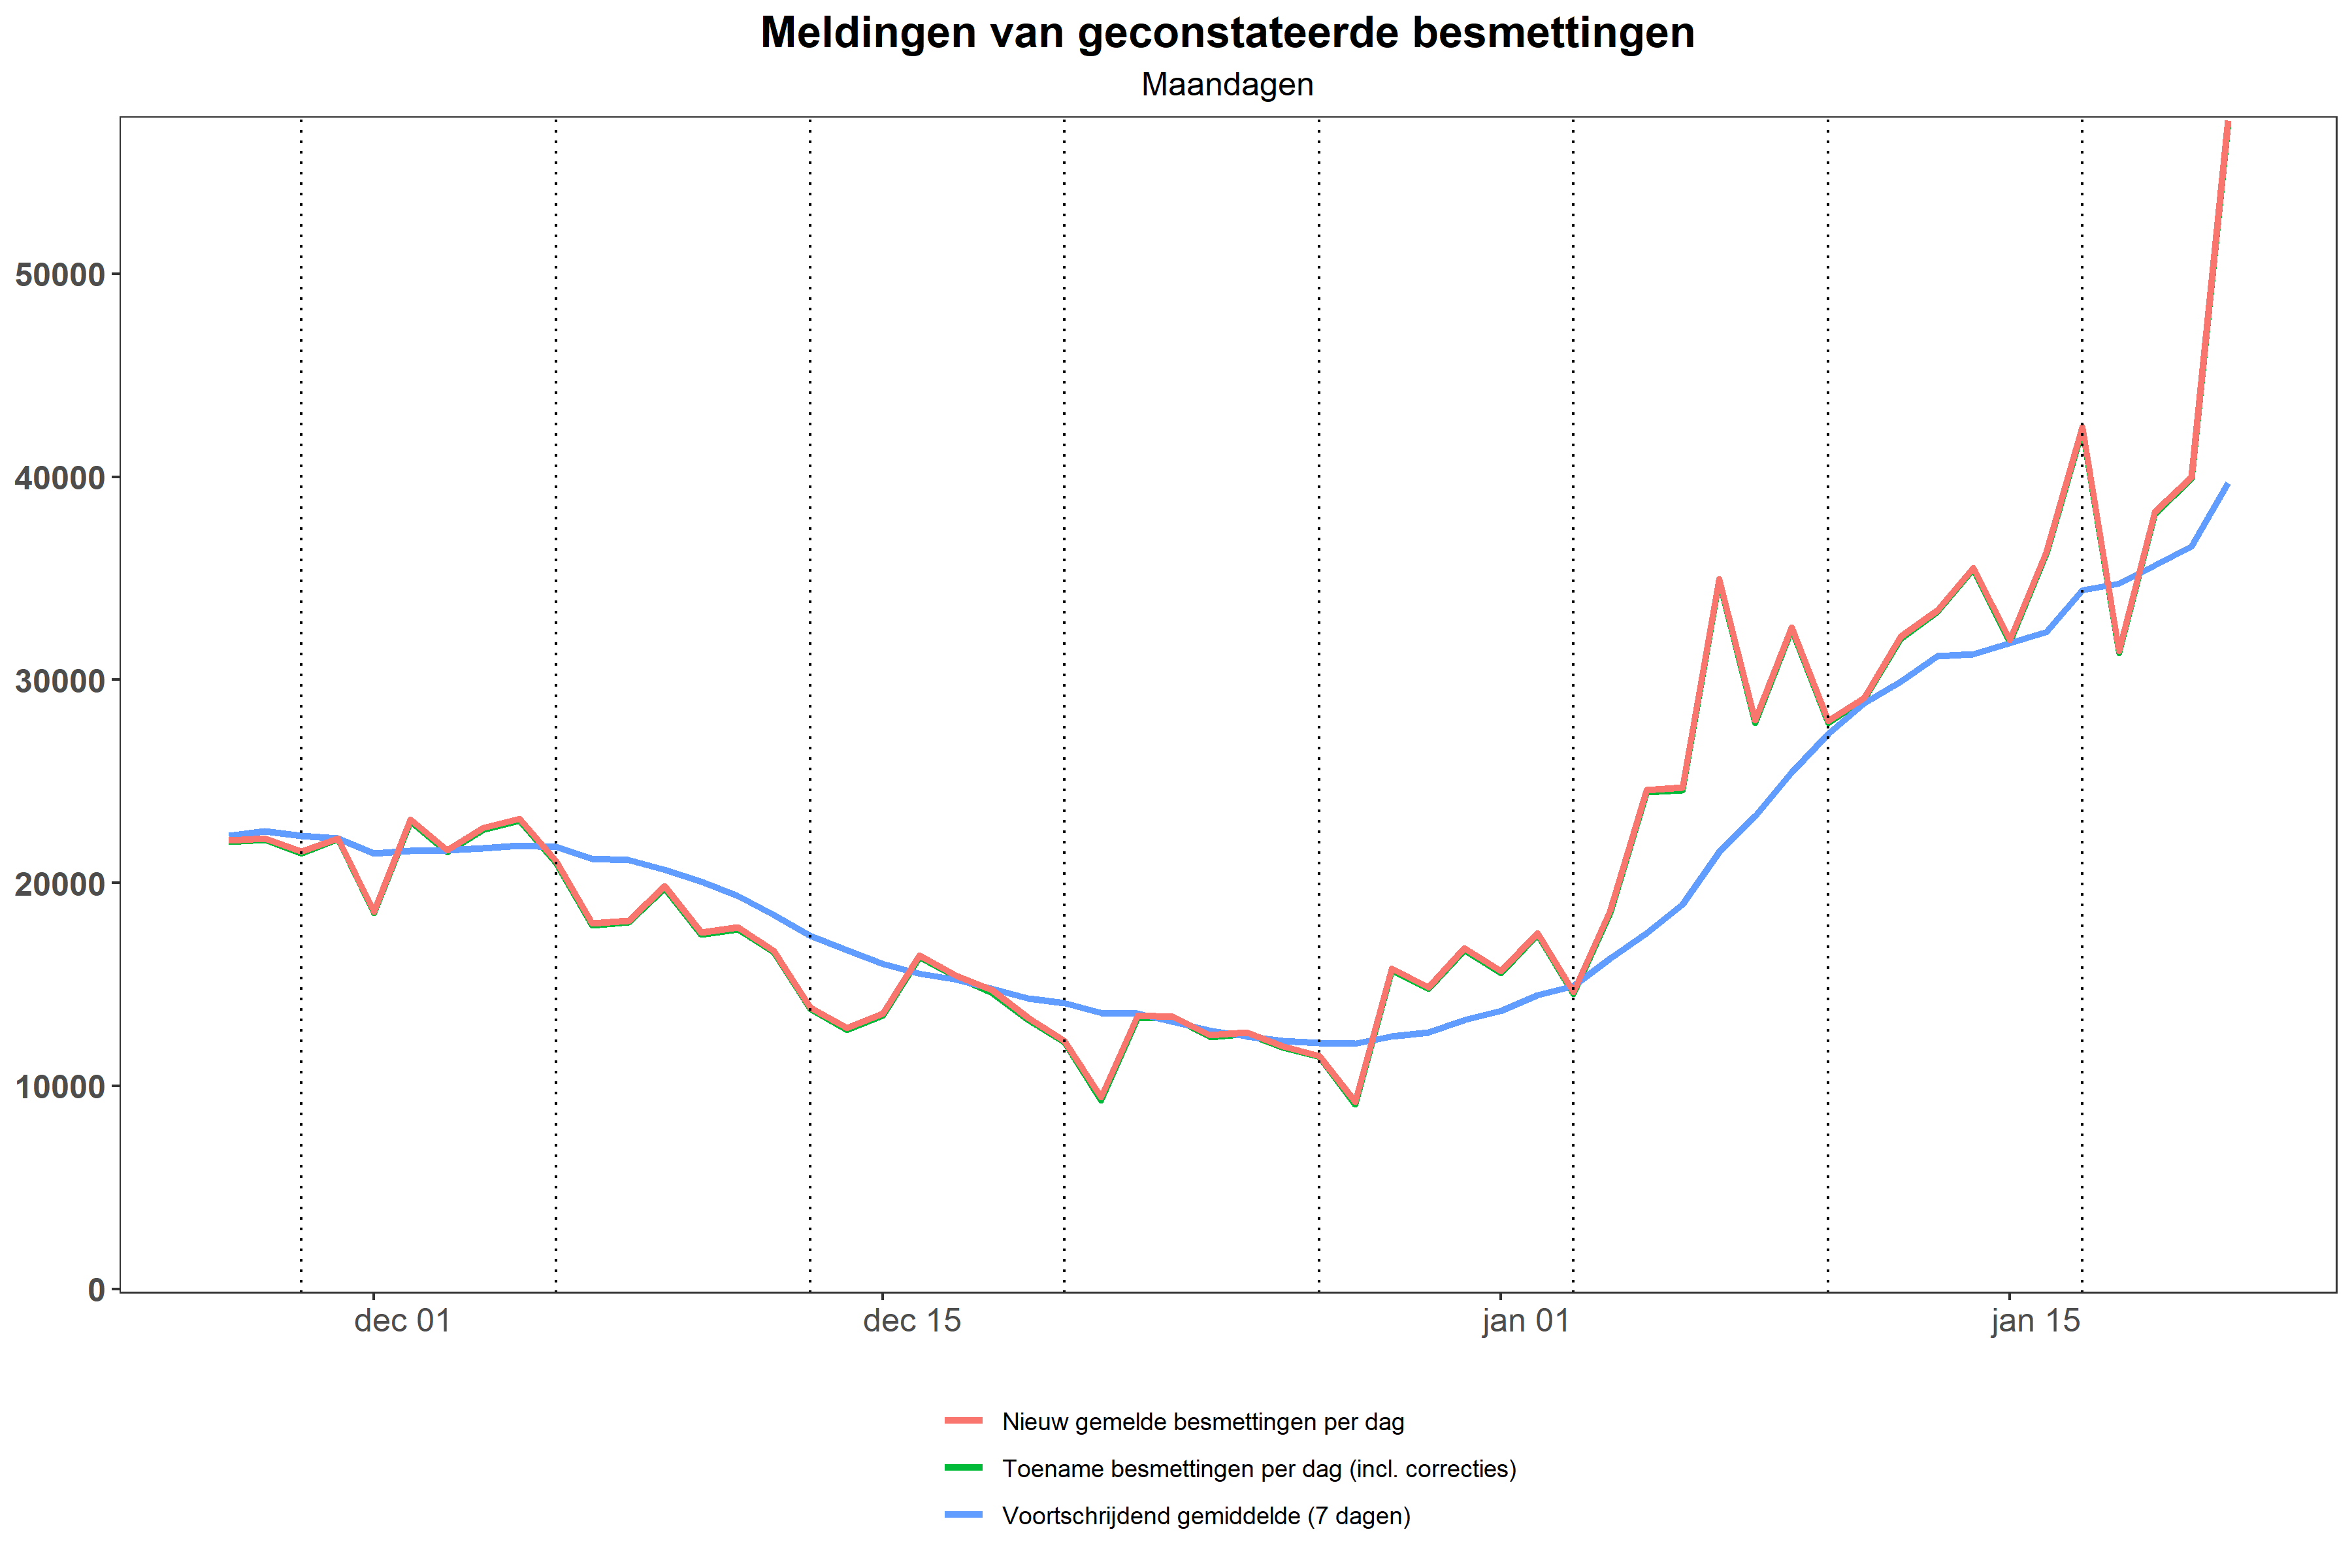 Meldingen van geconstateerde besmettingen
Maandagen
50000
40000
30000
20000
10000
0
dec 01 dec 15 jan 01 jan 15
Nieuw gemelde besmettingen per dag
Toename besmettingen per dag (incl. correcties)
Voortschrijdend gemiddelde (7 dagen)